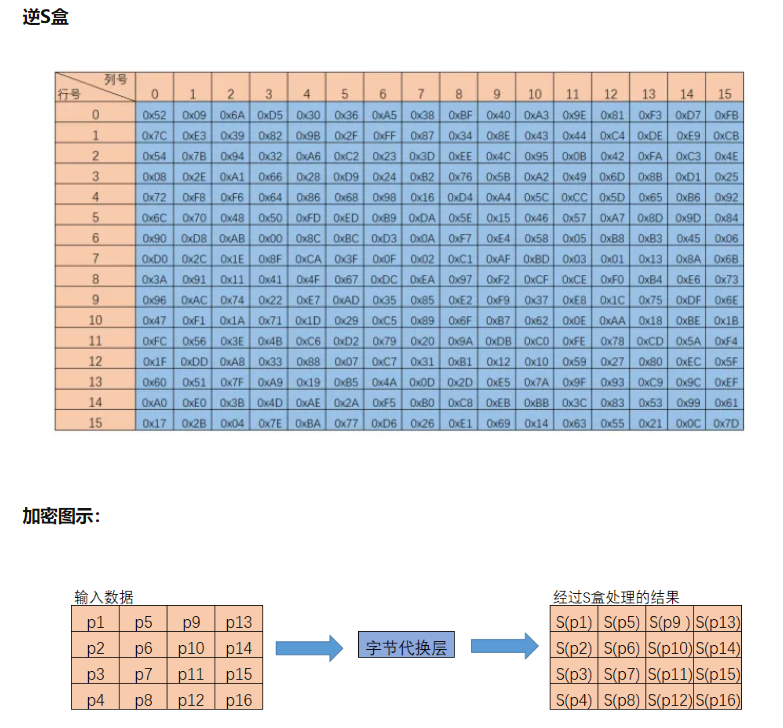 逆S盒
列号
行号 0 1 2 3 4 5 6 7 8 9 10 11 12 13 14 15
0 0x52 0x09 0x6A 0xD5 0x30 0x36 0xA5 0x38 0xBF 0x40 0xA3 0x9E 0x81 0xF3 0xD7 0xFB
1 0x7C 0xE3 0x39 0x82 0x9B 0x2F 0xFF 0x87 0x34 0x8E 0x43 0x44 0xC4 0xDE 0xE9 0xCB
2 0x54 0x7B 0x94 0x32 0xA6 0xC2 0x23 0x3D 0xEE 0x4C 0x95 0x0B 0x42 0xFA 0xC3 0x4E
3 0x08 0x2E 0xA1 0x66 0x28 0xD9 0x24 0xB2 0x76 0x5B 0xA2 0x49 0x6D 0x8B 0xD1 0x25
4 0x72 0xF8 0xF6 0x64 0x86 0x68 0x98 0x16 0xD4 0xA4 0x5C 0xCC 0x5D 0x65 0xB6 0x92
5 0x6C 0x70 0x48 0x50 0xFD 0xED 0xB9 0xDA 0x5E 0x15 0x46 0x57 0xA7 0x8D 0x9D 0x84
6 0x90 0xD8 0xAB 0x00 0x8C 0xBC 0xD3 0x0A 0xF7 0xE4 0x58 0x05 0xB8 0xB3 0x45 0x06
7 0xD0 0x2C 0x1E 0x8F 0xCA 0x3F 0x0F 0x02 0xC1 0xAF 0xBD 0x03 0x01 0x13 0x8A 0x6B
8 0x3A 0x91 0x11 0x41 0x4F 0x67 0xDC 0xEA 0x97 0xF2 0xCF 0xCE 0xF0 0xB4 0xE6 0x73
9 0x96 0xAC 0x74 0x22 0xE7 0xAD 0x35 0x85 0xE2 0xF9 0x37 0xE8 0x1C 0x75 0xDF 0x6E
10 0x47 0xF1 0x1A 0x71 0x1D 0x29 0xC5 0x89 0x6F 0xB7 0x62 0x0E 0xAA 0x18 0xBE 0x1B
11 0xFC 0x56 0x3E 0x4B 0xC6 0xD2 0x79 0x20 0x9A 0xDB 0xC0 0xFE 0x78 0xCD 0x5A 0xF4
12 0x1F 0xDD 0xA8 0x33 0x88 0x07 0xC7 0x31 0xB1 0x12 0x10 0x59 0x27 0x80 0xEC 0x5F
13 0x60 0x51 0x7F 0xA9 0x19 0xB5 0x4A 0x0D 0x2D 0xE5 0x7A 0x9F 0x93 0xC9 0x9C 0xEF
14 0xA0 0xE0 0x3B 0x4D 0xAE 0x2A 0xF5 0xB0 0xC8 0xEB 0xBB 0x3C 0x83 0x53 0x99 0x61
15 0x17 0x2B 0x04 0x7E 0xBA 0x77 0xD6 0x26 0xE1 0x69 0x14 0x63 0x55 0x21 0x0C 0x7D
加密图示：
输入数据
p1 p5 p9 p13
p2 p6 p10 p14
p3 p7 p11 p15
p4 p8 p12 p16
字节代换层
经过S盒处理的结果
S(p1) S(p5) S(p9 ) S(p13)
S(p2) S(p6) S(p10) S(p14)
S(p3) S(p7) S(p11) S(p15)
S(p4) S(p8) S(p12) S(p16)